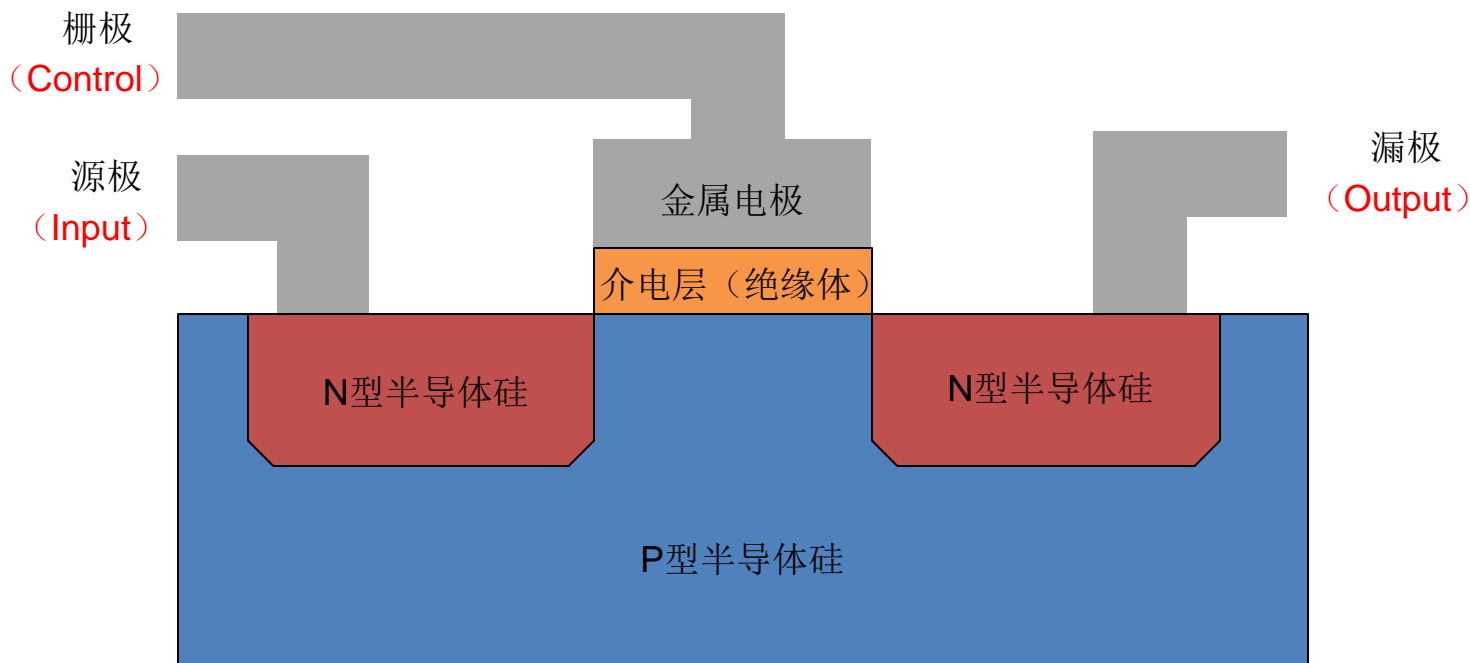 栅极
（Control）
源极
（Input）
金属电极
漏极
（Output）
介电层（绝缘体）
N型半导体硅
N型半导体硅
P型半导体硅